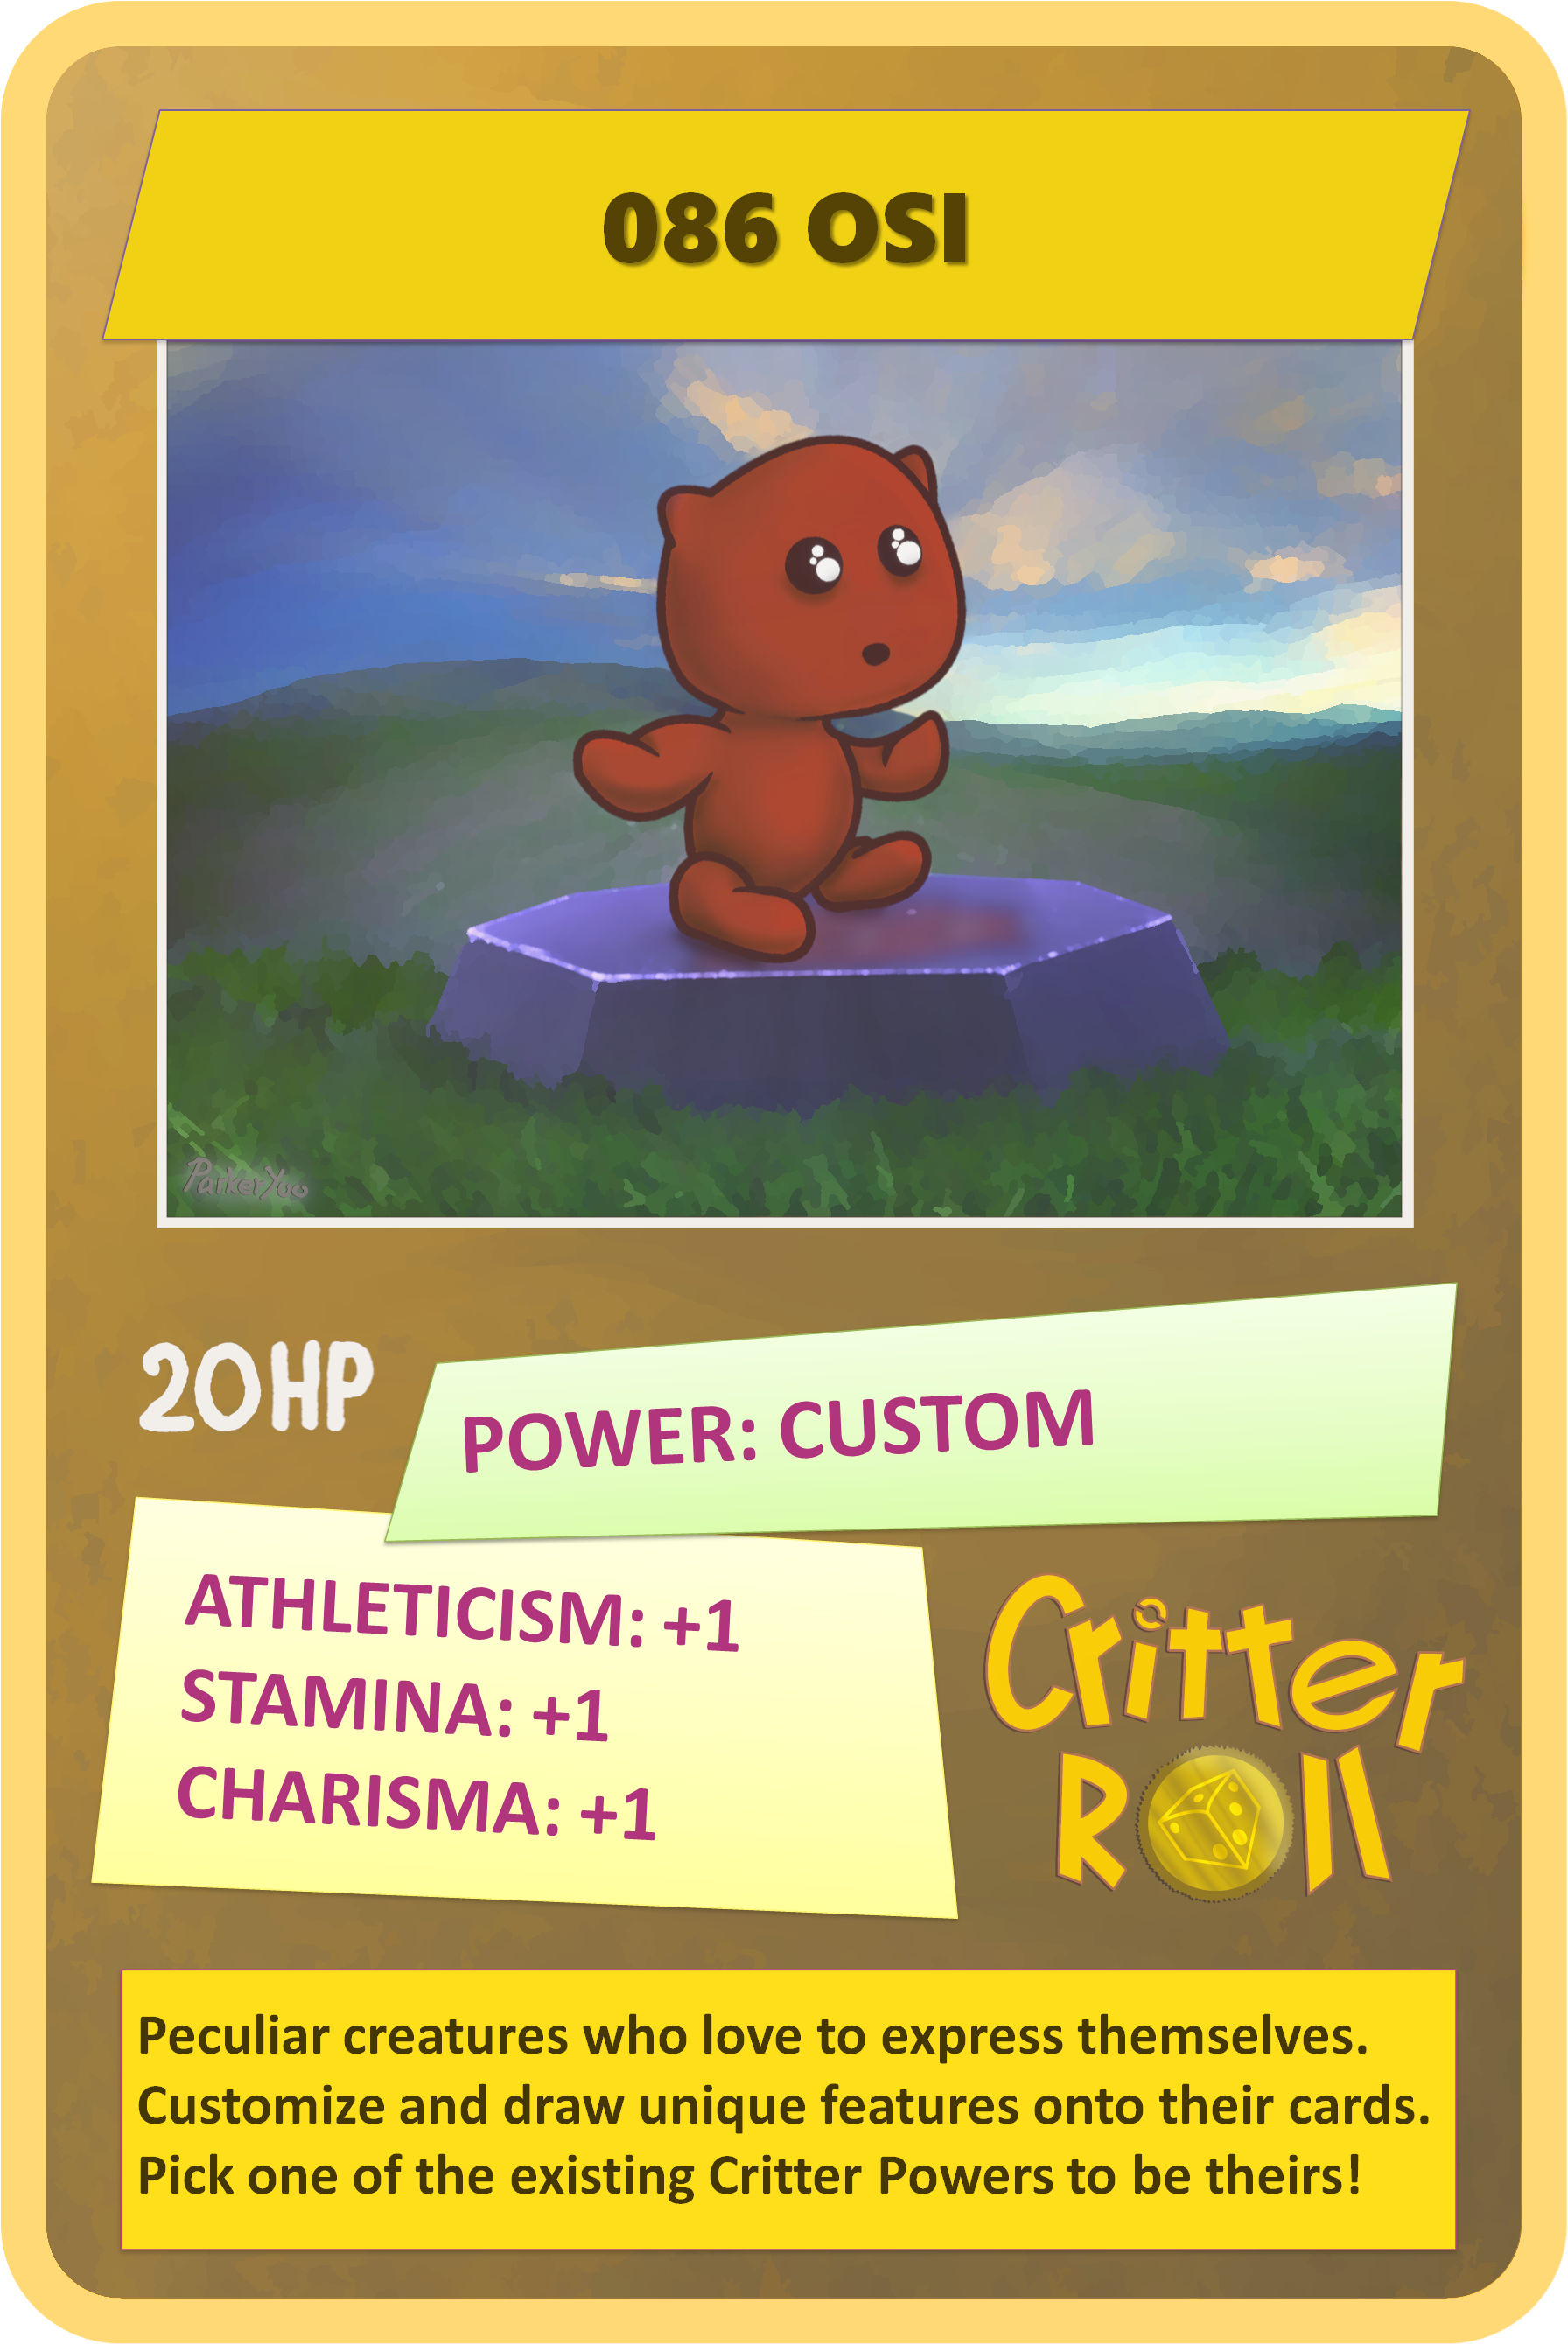 086 OSI
ParkerYoo
20HP
POWER: CUSTOM
ATHLETICISM: +1
STAMINA: +1
CHARISMA: +1
Critter
Roll
Peculiar creatures who love to express themselves.
Customize and draw unique features onto their cards.
Pick one of the existing Critter Powers to be theirs!